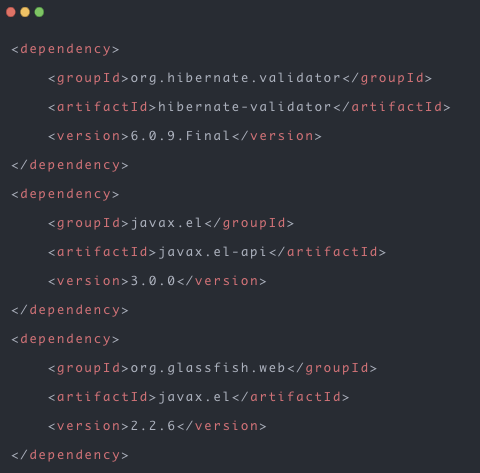 <dependency>
    <groupId>org.hibernate.validator</groupId>
    <artifactId>hibernate-validator</artifactId>
    <version>6.0.9.Final</version>
</dependency>
<dependency>
    <groupId>javax.el</groupId>
    <artifactId>javax.el-api</artifactId>
    <version>3.0.0</version>
</dependency>
<dependency>
    <groupId>org.glassfish.web</groupId>
    <artifactId>javax.el</artifactId>
    <version>2.2.6</version>
</dependency>